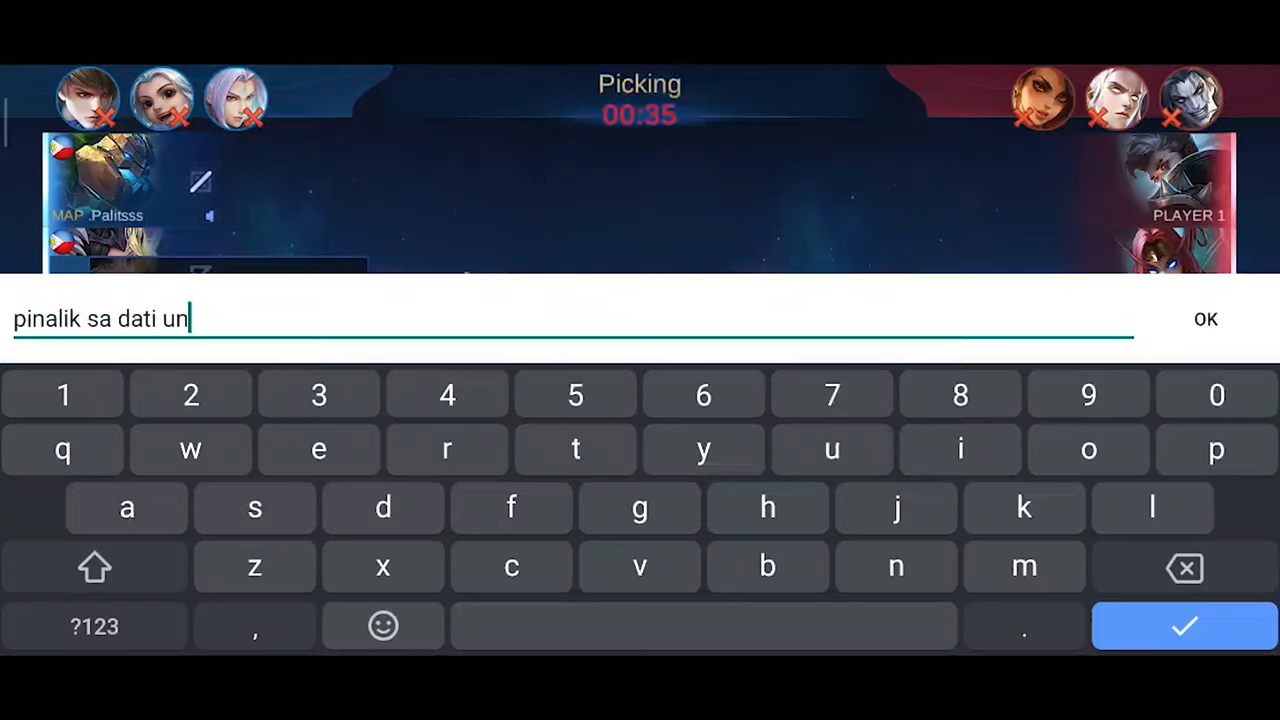 Picking
00:35
MAP .Palitsss
PLAYER 1
pinalik sa dati un
OK
1 2 3 4 5 6 7 8 9 0
q w e r t y u i o p
a s d f g h j k l
z x c v b n m
?123 , .